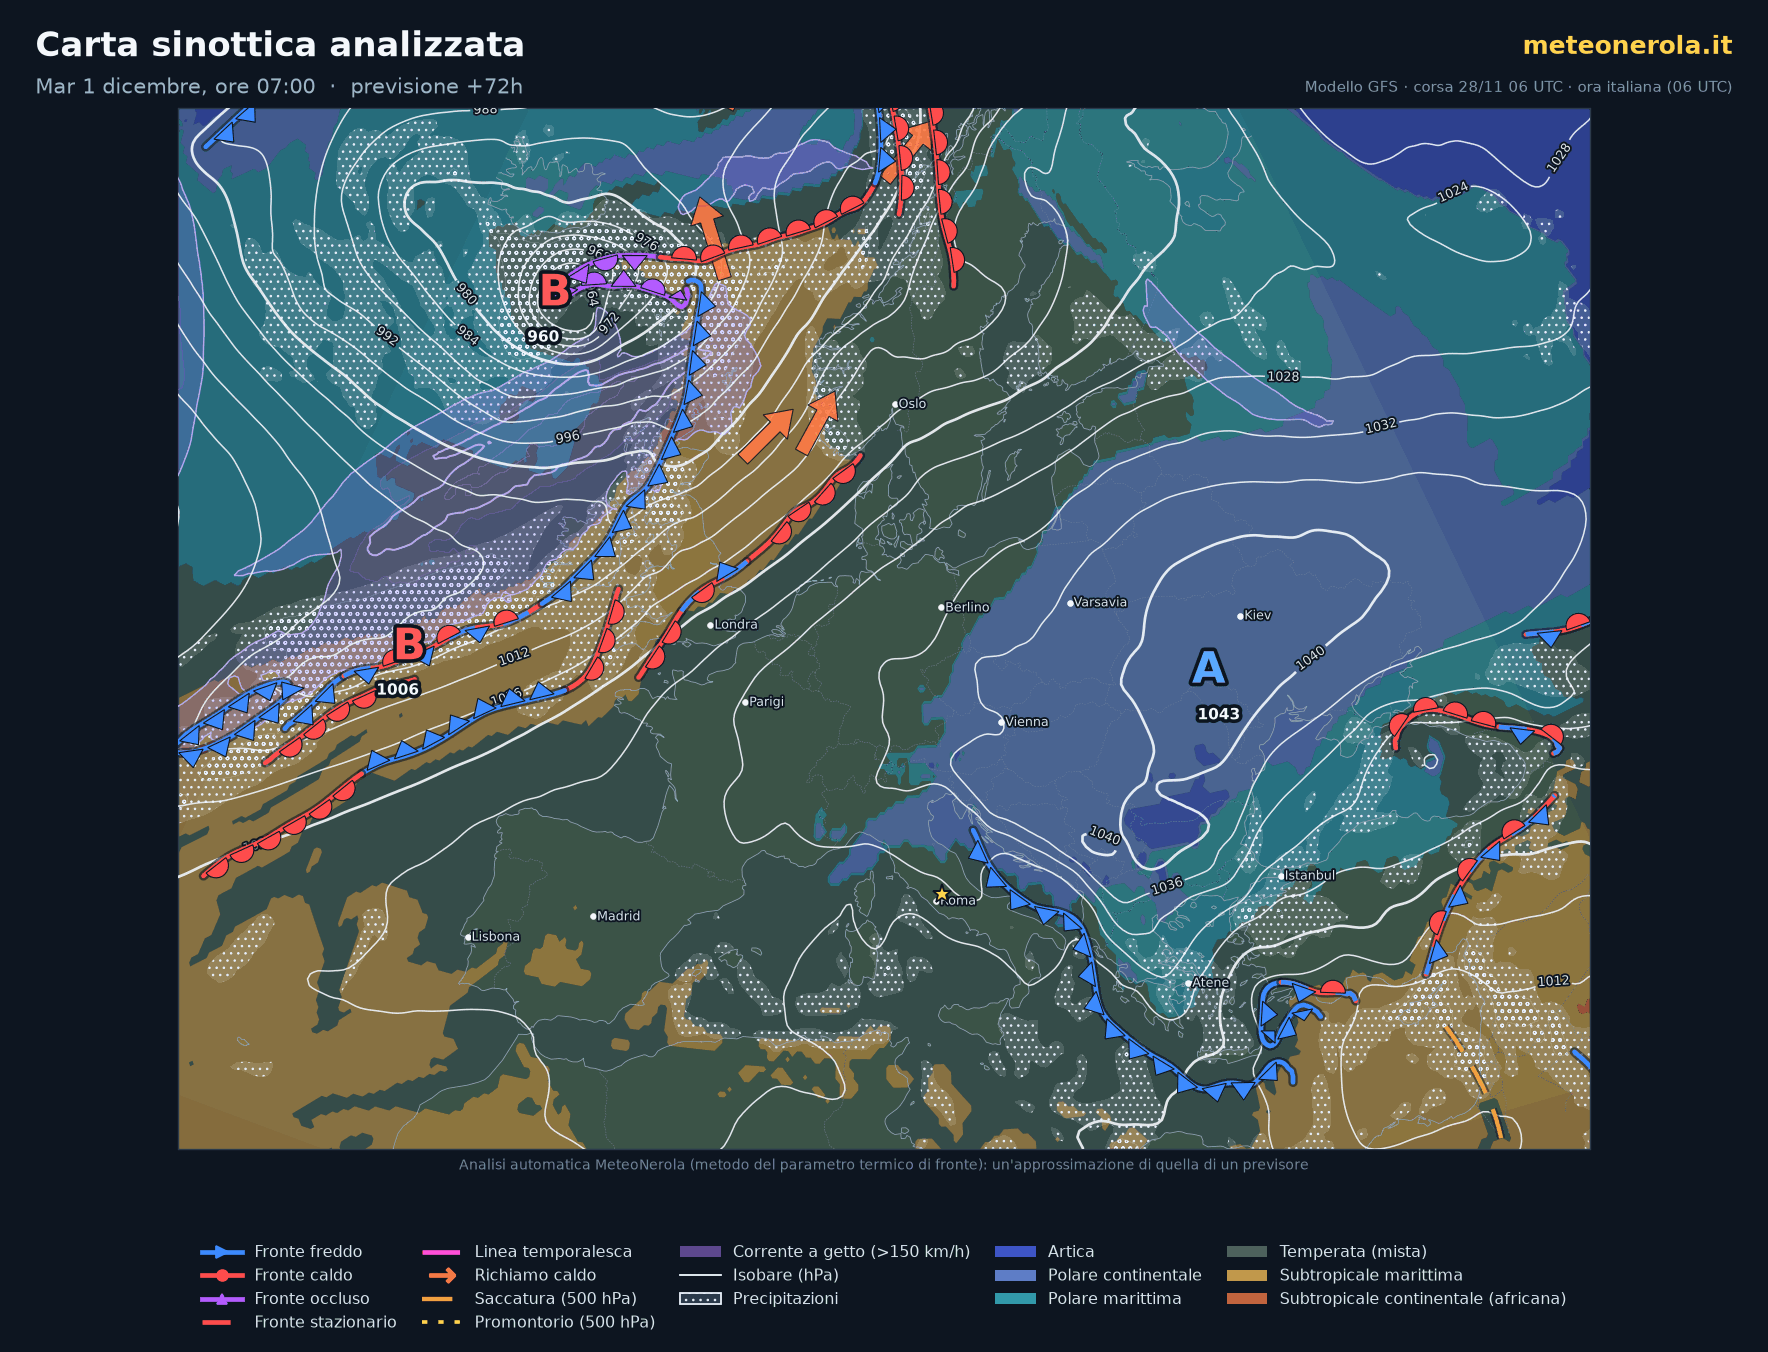 Carta sinottica analizzata
meteonerola.it
Mar 1 dicembre, ore 07:00 · previsione +72h
Modello GFS · corsa 28/11 06 UTC · ora italiana (06 UTC)
988
1028
1024
976
980
992
984
972
B
960
996
1028
1032
Oslo
Berlino
Varsavia
Kiev
Londra
B
1006
1012
1040
A
1043
Parigi
Vienna
1040
1036
Istanbul
Roma
Madrid
Lisbona
Atene
1012
Analisi automatica MeteoNerola (metodo del parametro termico di fronte): un'approssimazione di quella di un previsore
Fronte freddo
Linea temporalesca
Corrente a getto (>150 km/h)
Artica
Temperata (mista)
Fronte caldo
Richiamo caldo
Isobare (hPa)
Polare continentale
Subtropicale marittima
Fronte occluso
Saccatura (500 hPa)
Precipitazioni
Polare marittima
Subtropicale continentale (africana)
Fronte stazionario
Promontorio (500 hPa)